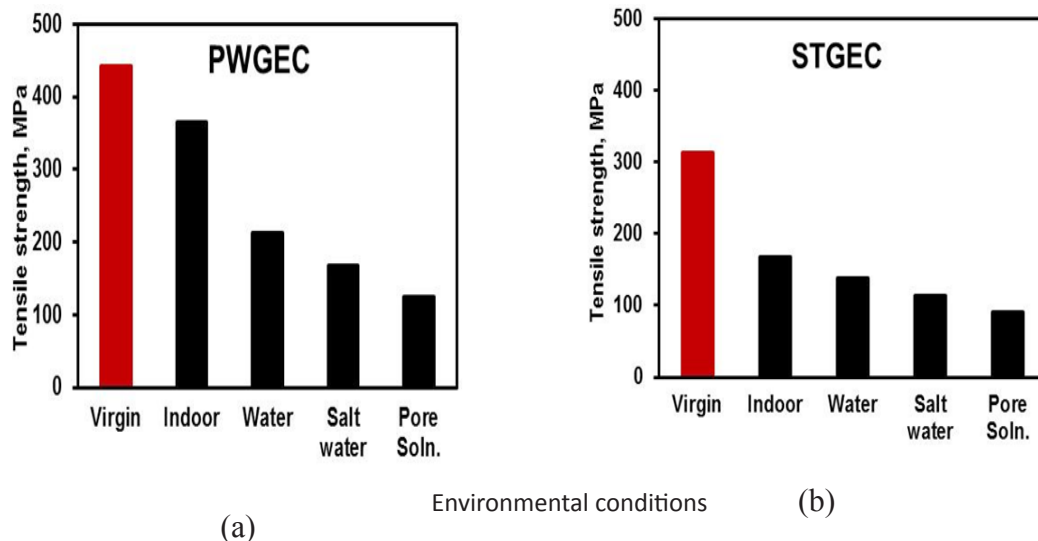 PWGEC
Tensile strength, MPa
500
400
300
200
100
0
Virgin
Indoor
Water
Salt
water
Pore
Soln.
(a)
STGEC
Tensile strength, MPa
500
400
300
200
100
0
Virgin
Indoor
Water
Salt
water
Pore
Soln.
Environmental conditions
(b)